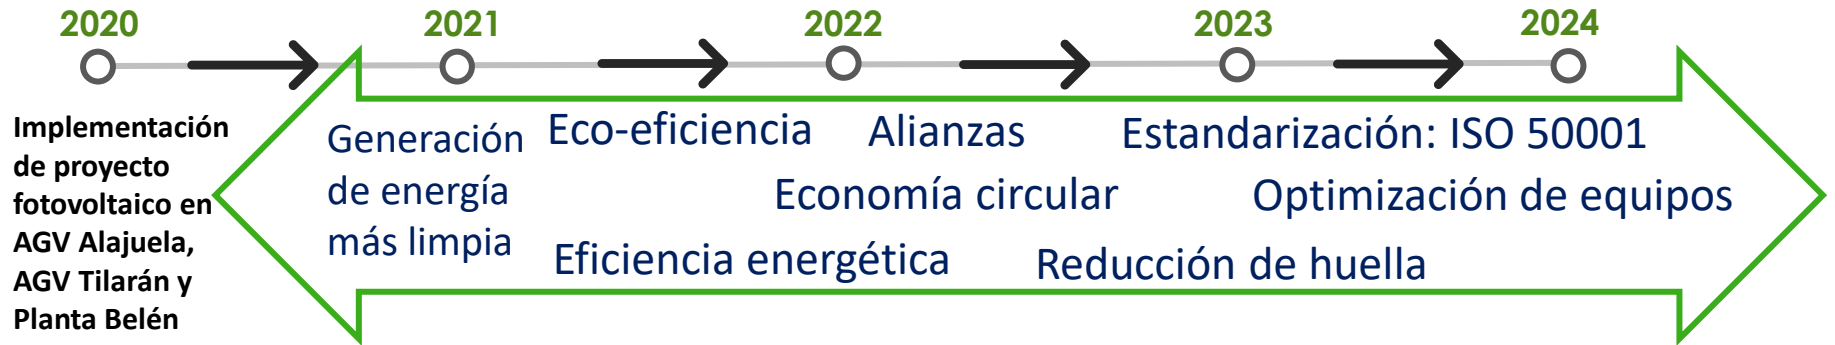 2020
2021
2022
2023
2024
Implementación
de proyecto
fotovoltaico en
AGV Alajuela,
AGV Tilarán y
Planta Belén
Generación
de energía
más limpia
Eco-eficiencia
Alianzas
Estandarización: ISO 50001
Economía circular
Optimización de equipos
Eficiencia energética
Reducción de huella